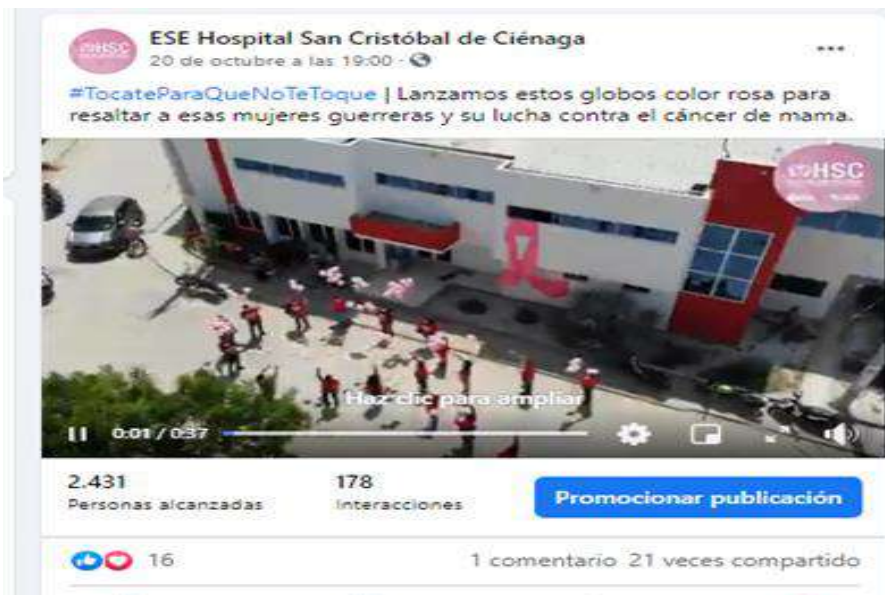 ESE Hospital San Cristóbal de Ciénaga
20 de octubre a las 19:00 ·
#TocateParaQueNoTeToque | Lanzamos estos globos color rosa para
resaltar a esas mujeres guerreras y su lucha contra el cáncer de mama.
HSC
Haz clic para ampliar
0:01 / 0:37
2.431
Personas alcanzadas
178
Interacciones
Promocionar publicación
16
1 comentario 21 veces compartido